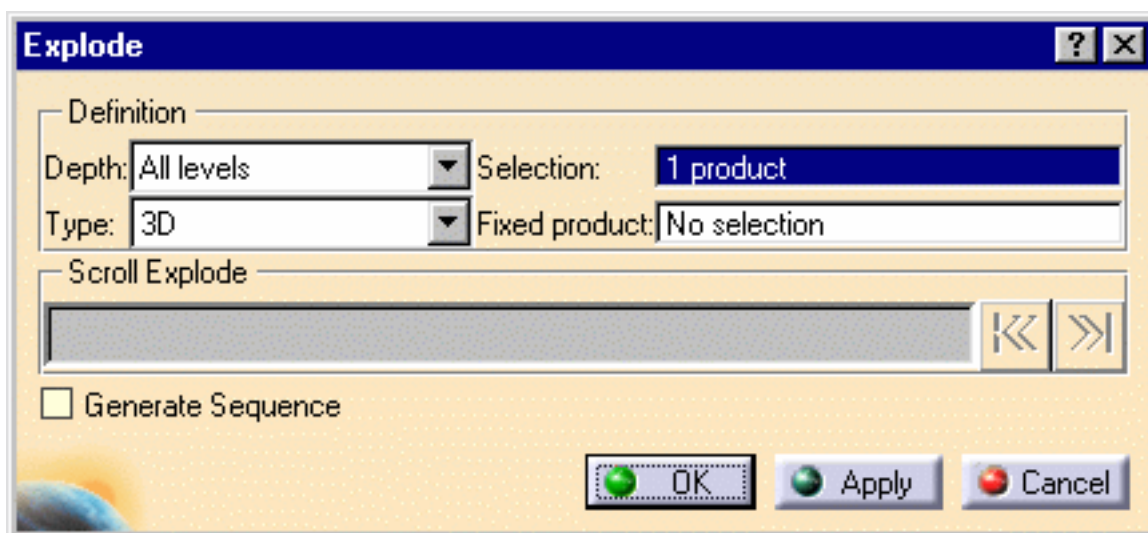 Explode
Definition
Depth: All levels Selection: 1 product
Type: 3D Fixed product: No selection
Scroll Explode
Generate Sequence
OK Apply Cancel